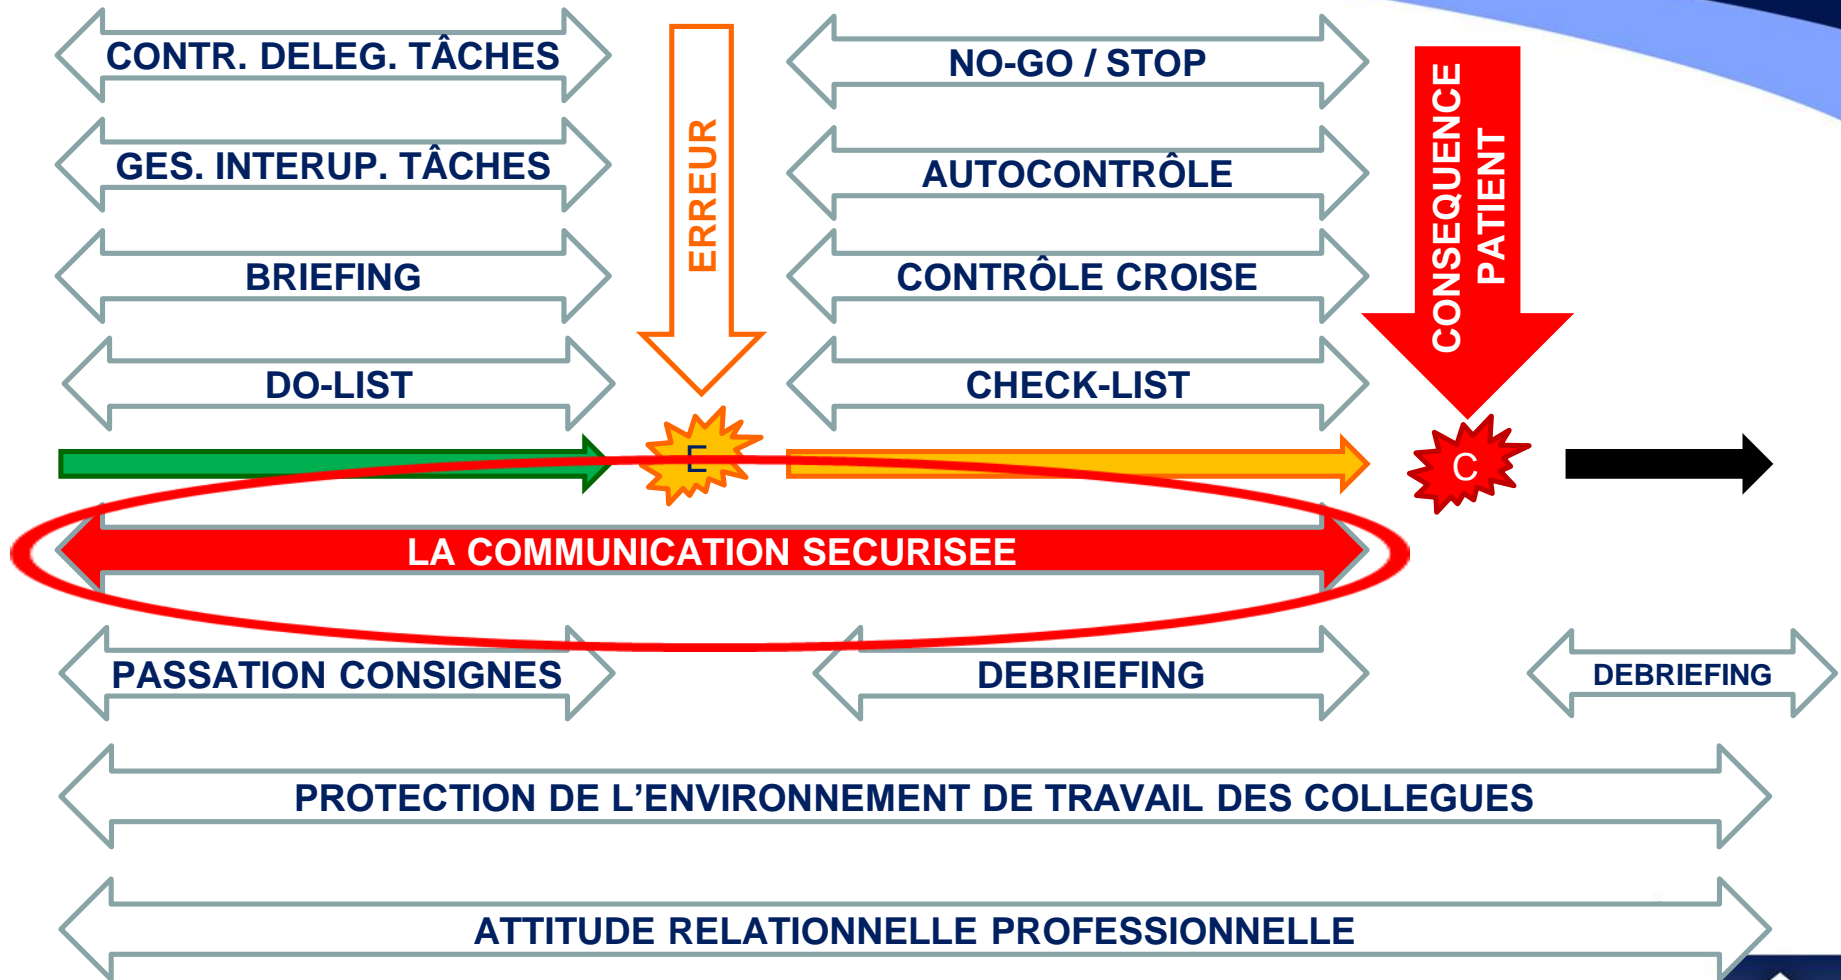 CONTR. DELEG. TÂCHES
NO-GO / STOP
GES. INTERUP. TÂCHES
AUTOCONTRÔLE
BRIEFING
CONTRÔLE CROISE
DO-LIST
CHECK-LIST
ERREUR
CONSEQUENCE
PATIENT
E
C
LA COMMUNICATION SECURISEE
PASSATION CONSIGNES
DEBRIEFING
DEBRIEFING
PROTECTION DE L’ENVIRONNEMENT DE TRAVAIL DES COLLEGUES
ATTITUDE RELATIONNELLE PROFESSIONNELLE